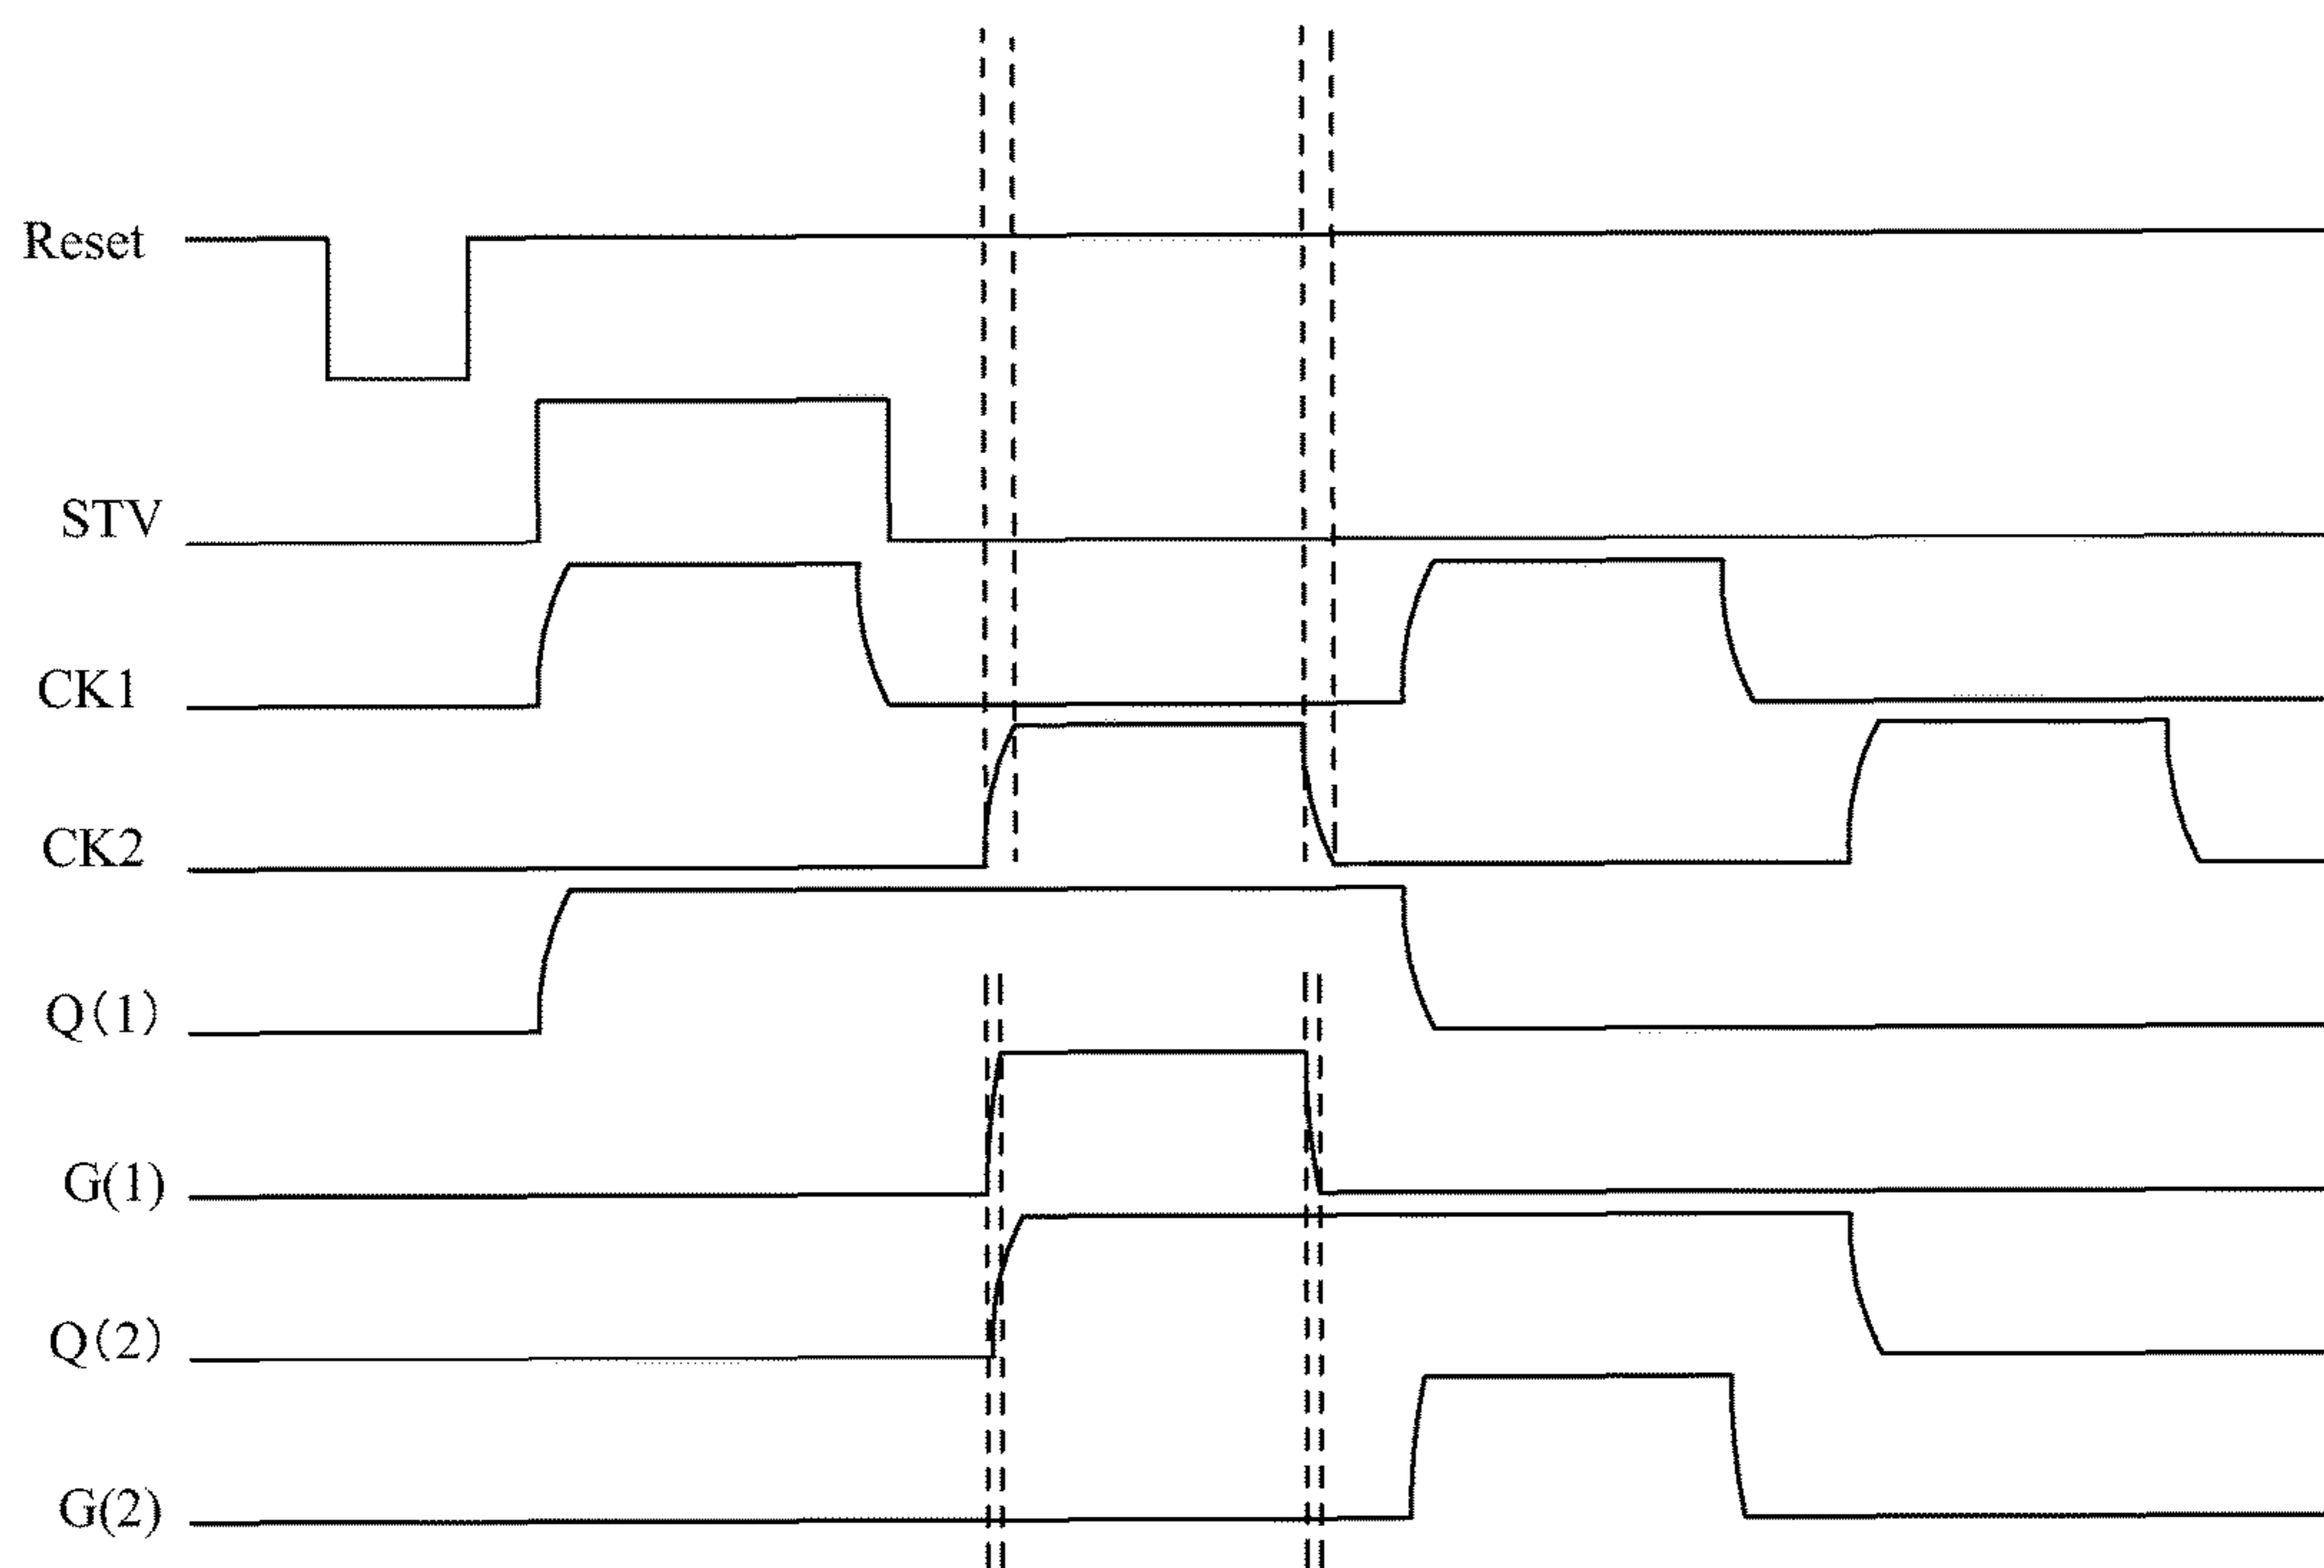 Reset
STV
CK1
CK2
Q(1)
G(1)
Q(2)
G(2)